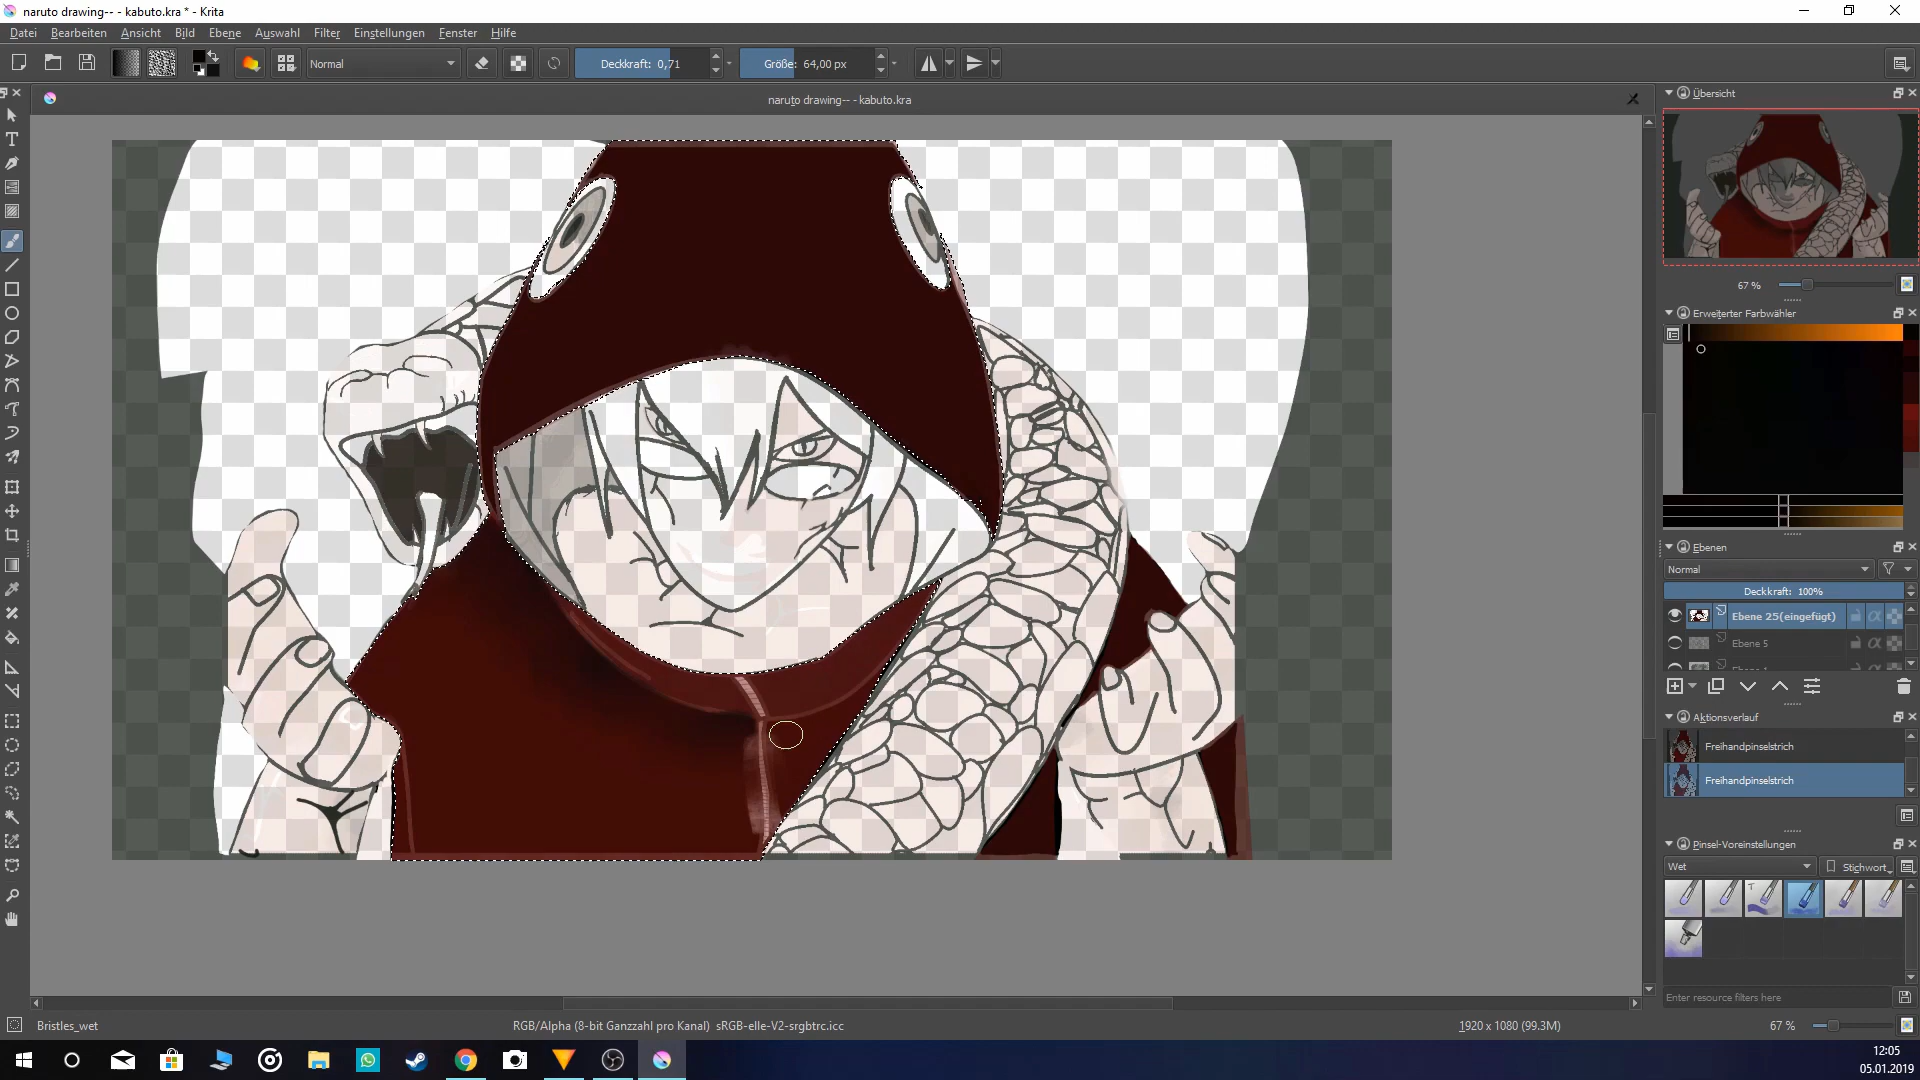 naruto drawing-- - kabuto.kra * - Krita
Datei Bearbeiten Ansicht Bild Ebene Auswahl Filter Einstellungen Fenster Hilfe
Normal Deckkraft: 0,71 Größe: 64,00 px
naruto drawing-- - kabuto.kra
Übersicht
67 %
Erweiterter Farbwähler
Ebenen
Normal
Deckkraft: 100%
Ebene 25(eingefügt)
Ebene 5
Aktionsverlauf
Freihandpinselstrich
Freihandpinselstrich
Pinsel-Voreinstellungen
Wet Stichwort
Enter resource filters here
Bristles_wet RGB/Alpha (8-bit Ganzzahl pro Kanal) sRGB-elle-V2-srgbtrc.icc 1920 x 1080 (99.3M) 67 %
12:05
05.01.2019